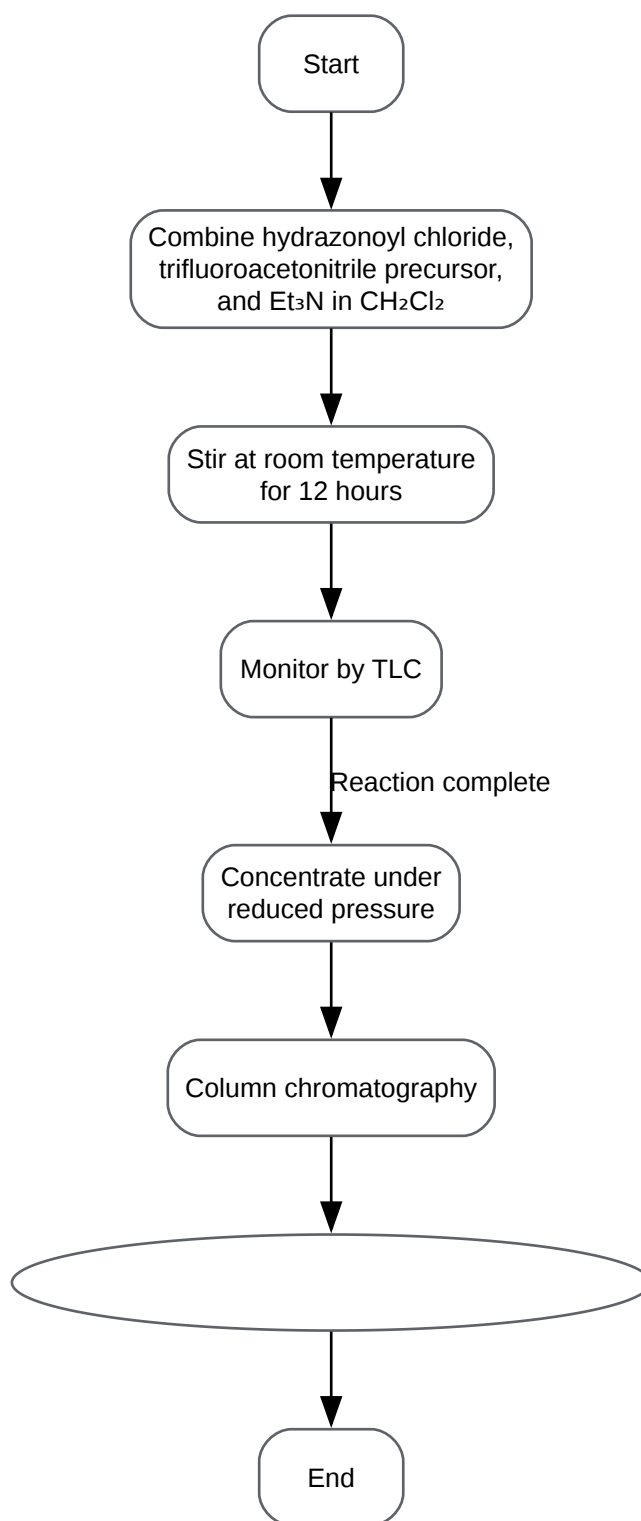 Start
Combine hydrazonoyl chloride,
trifluoroacetonitrile precursor,
and Et₃N in CH₂Cl₂
Stir at room temperature
for 12 hours
Monitor by TLC
Reaction complete
Concentrate under
reduced pressure
Column chromatography
End